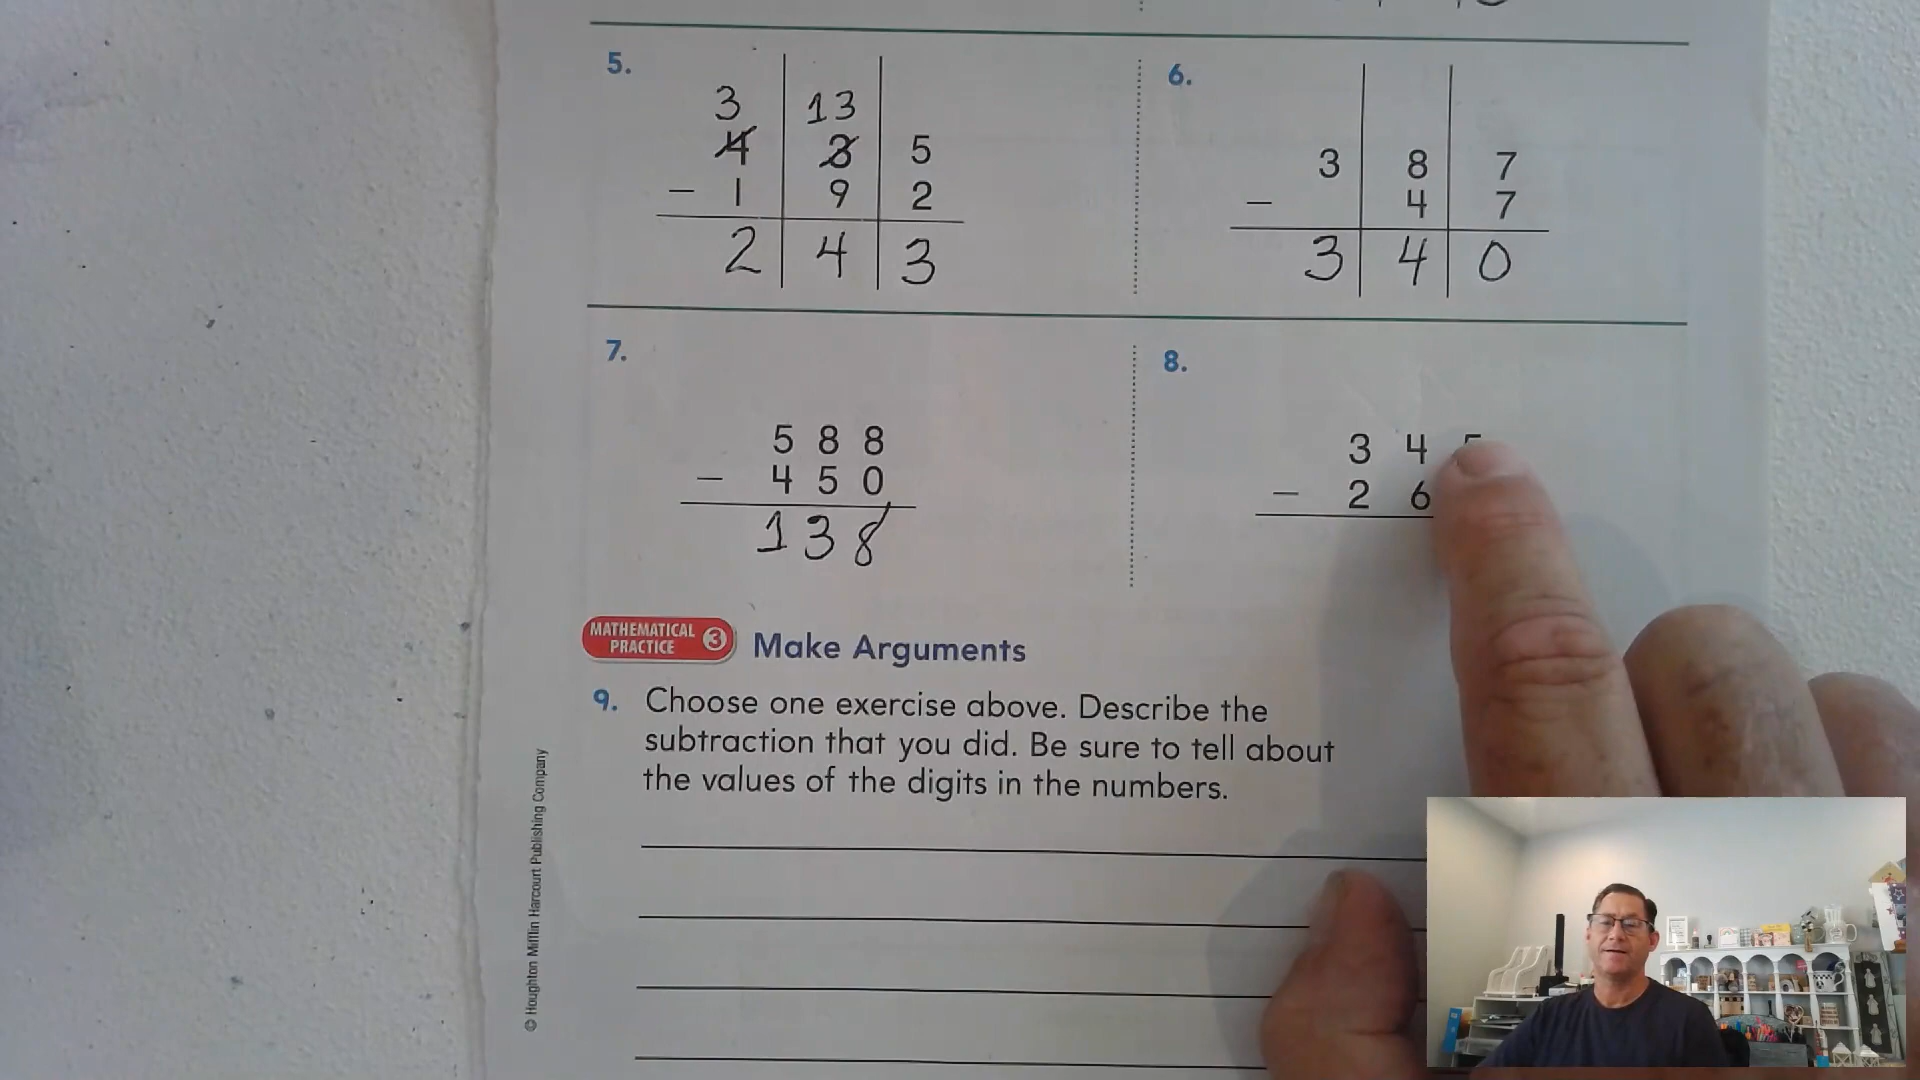 5.
3 13
4 3 5
- 1 9 2
2 4 3
6.
3 8 7
- 4 7
3 4 0
7.
5 8 8
- 4 5 0
1 3 8
8.
3 4
- 2 6
MATHEMATICAL
PRACTICE 3
Make Arguments
9. Choose one exercise above. Describe the
subtraction that you did. Be sure to tell about
the values of the digits in the numbers.
© Houghton Mifflin Harcourt Publishing Company